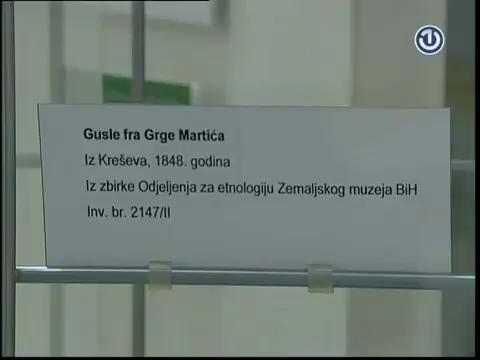 1
Gusle fra Grge Martića
Iz Kreševa, 1848. godina
Iz zbirke Odjeljenja za etnologiju Zemaljskog muzeja BiH
Inv. br. 2147/II